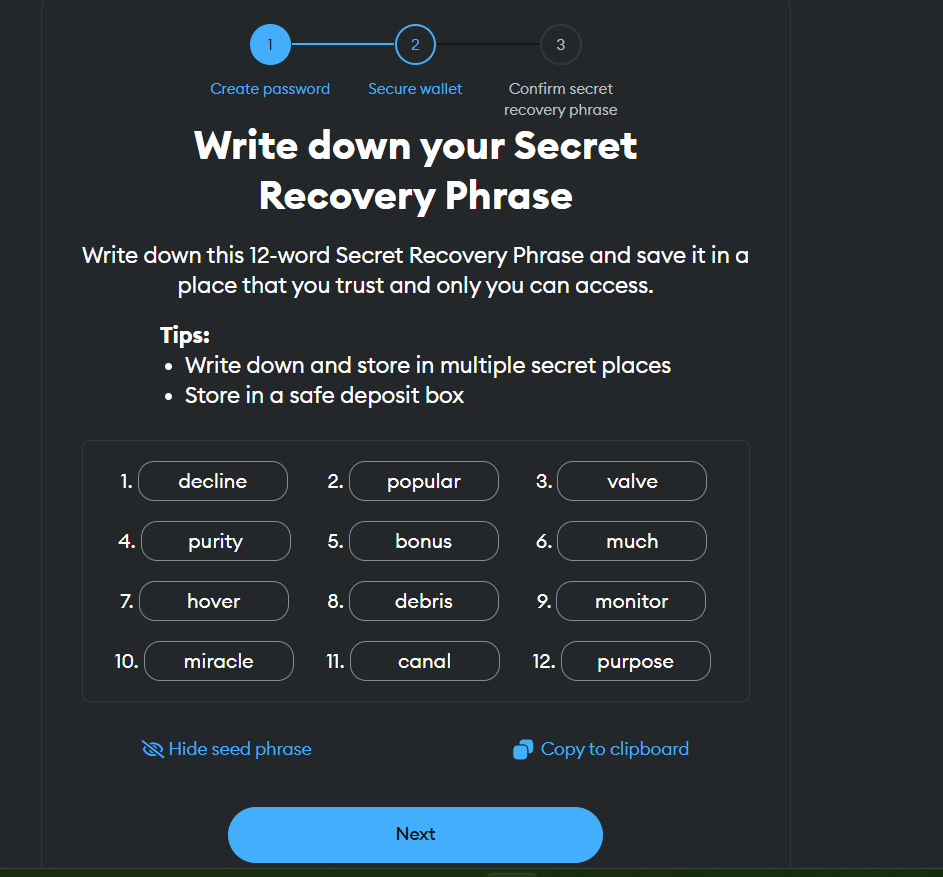 1 2 3
Create password Secure wallet Confirm secret
recovery phrase
Write down your Secret
Recovery Phrase
Write down this 12-word Secret Recovery Phrase and save it in a
place that you trust and only you can access.
Tips:
• Write down and store in multiple secret places
• Store in a safe deposit box
1. decline 2. popular 3. valve
4. purity 5. bonus 6. much
7. hover 8. debris 9. monitor
10. miracle 11. canal 12. purpose
Hide seed phrase Copy to clipboard
Next